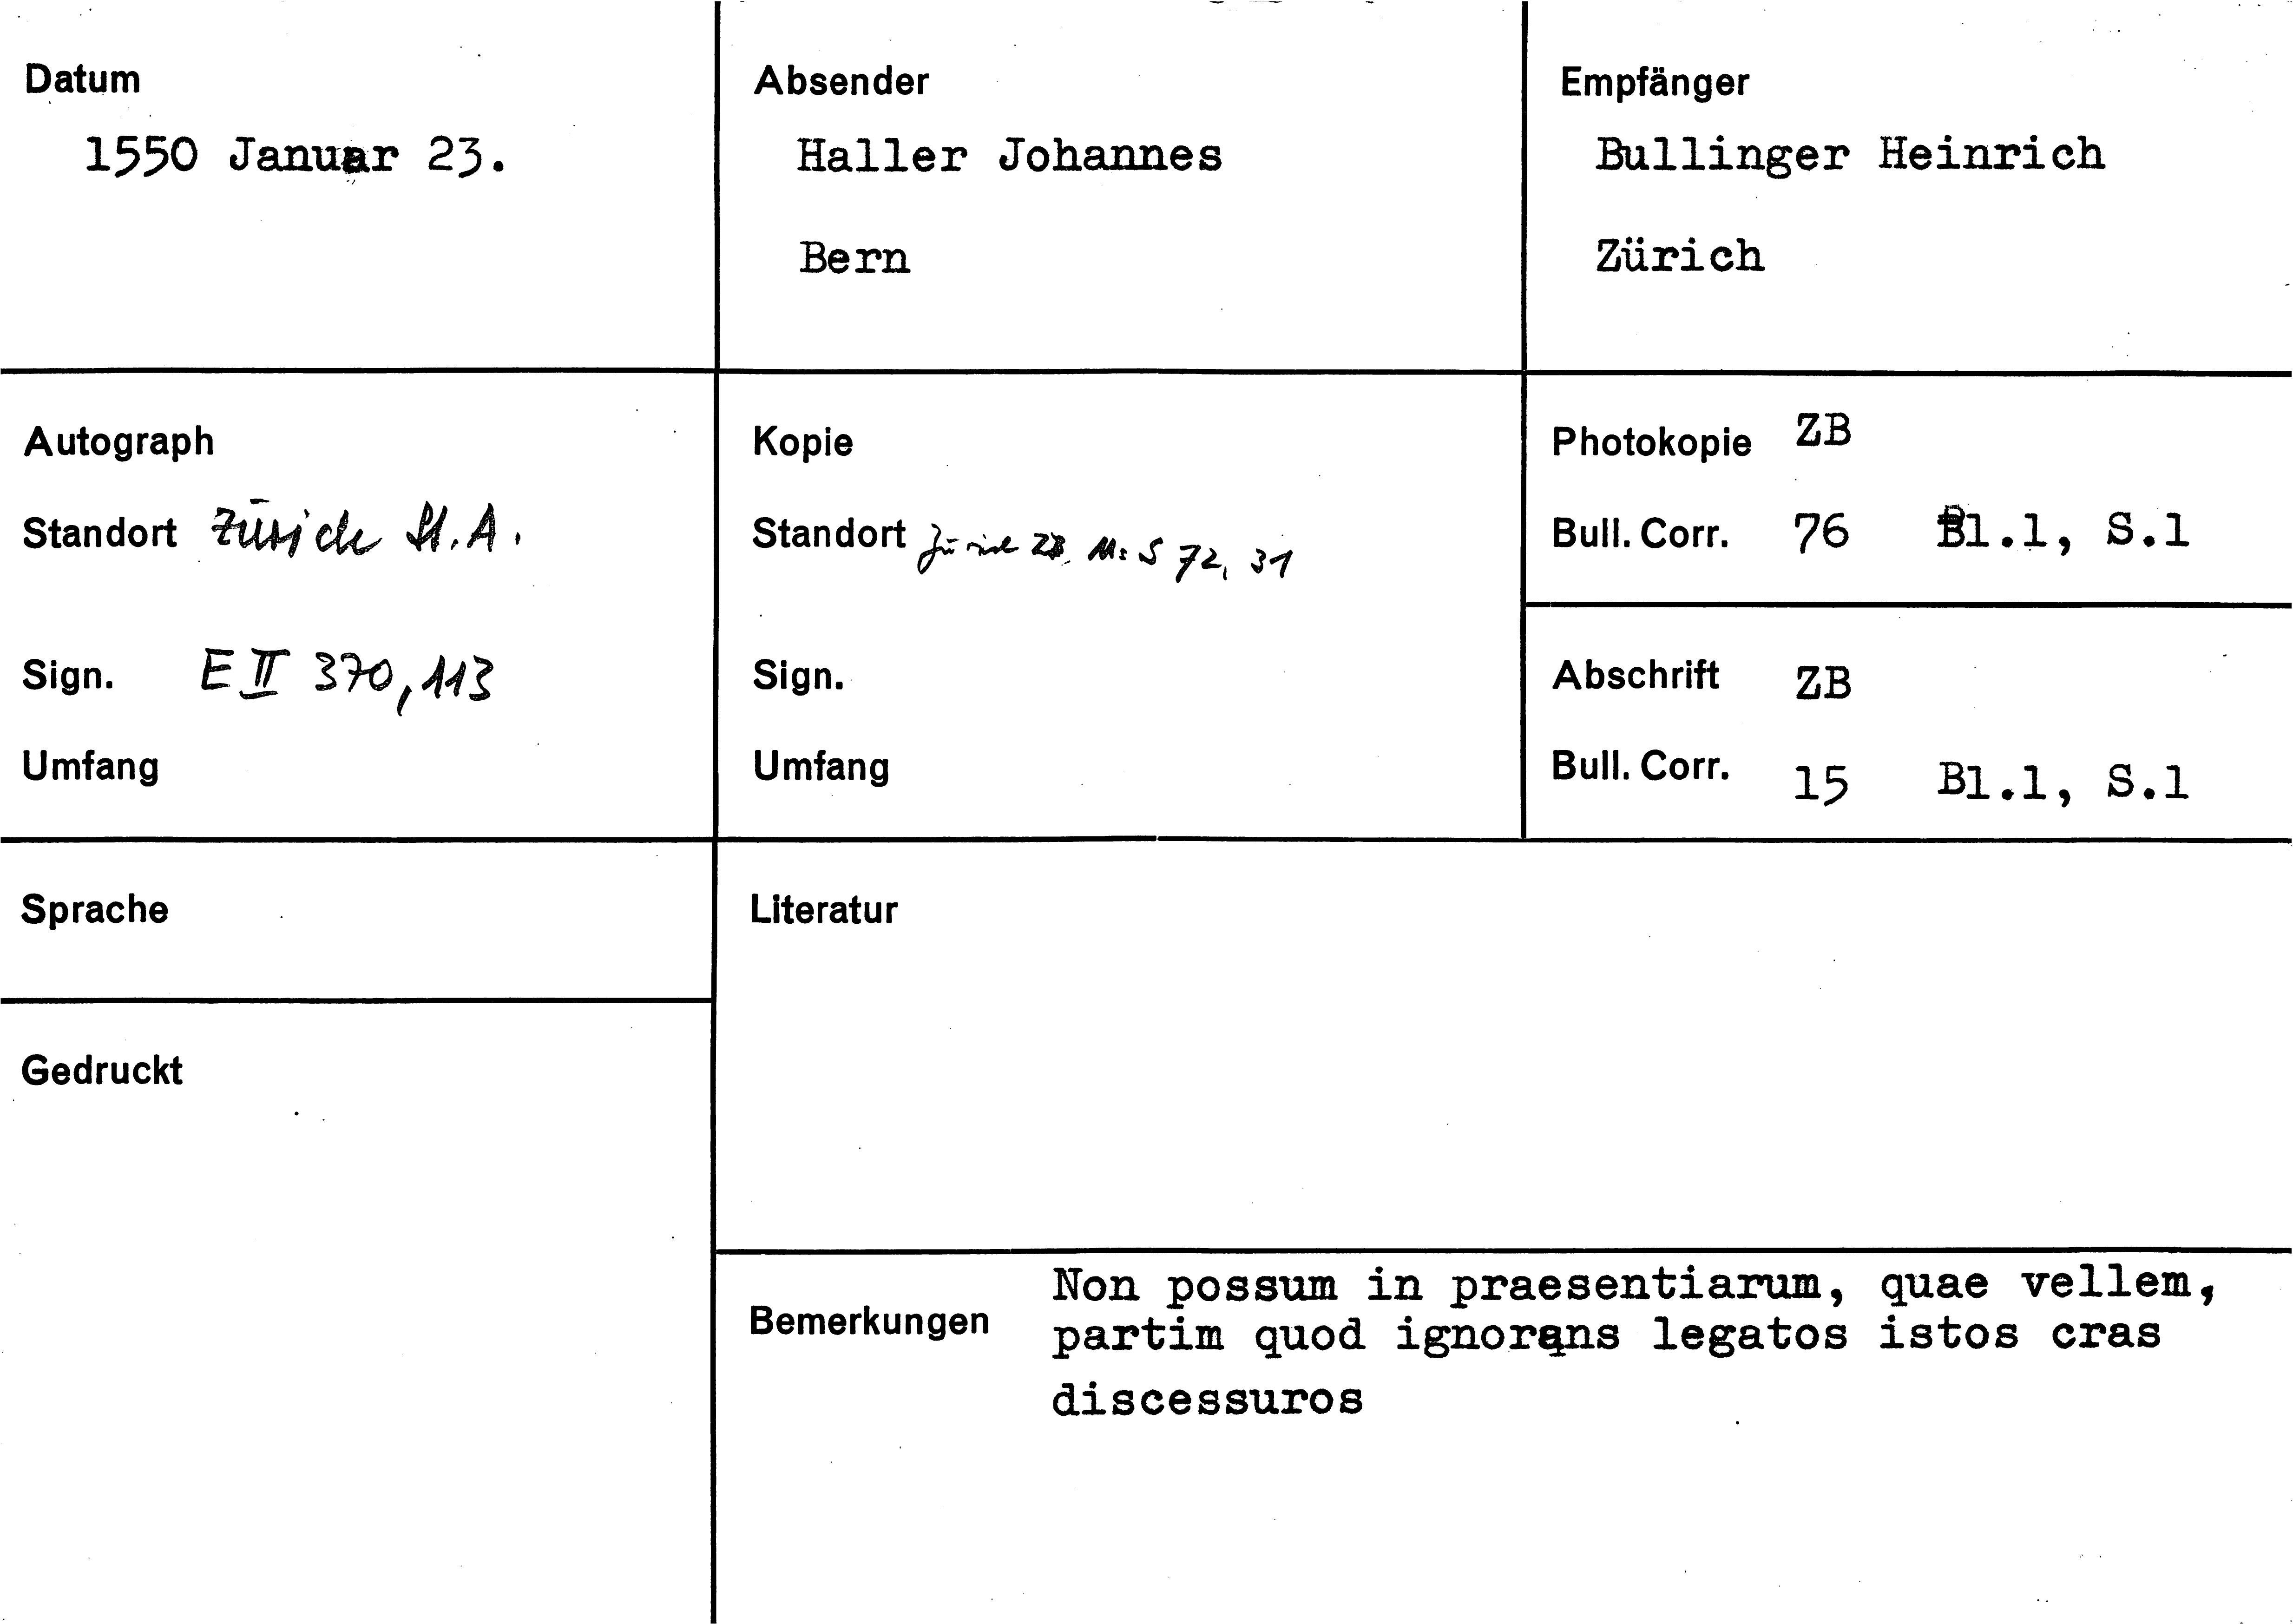 Datum
1550 Januar 23.
Absender
Haller Johannes
Bern
Empfänger
Bullinger Heinrich
Zürich
Autograph
Standort Zürich St.A.
Sign. E II 370,113
Umfang
Kopie
Standort Zürich ZB. Ms S 72, 31
Sign.
Umfang
Photokopie ZB
Bull. Corr. 76 Bl.1, S.1
Abschrift ZB
Bull. Corr. 15 Bl.1, S.1
Sprache
Gedruckt
Literatur
Bemerkungen
Non possum in praesentiarum, quae vellem,
partim quod ignorans legatos istos cras
discessuros